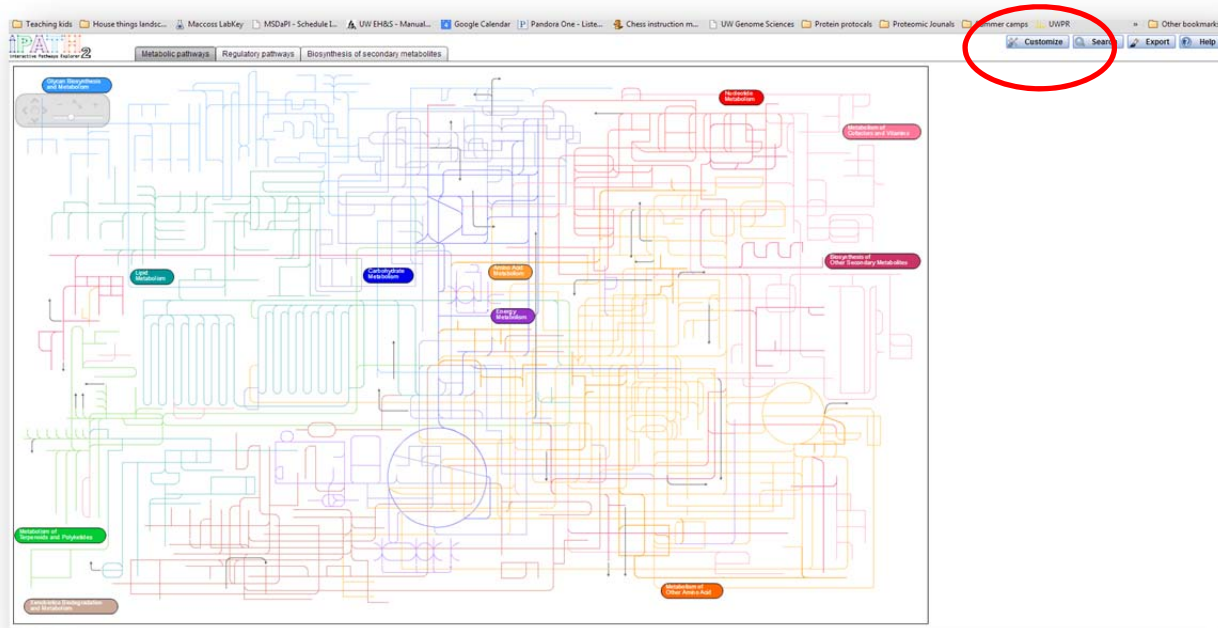 Teaching kids House things landsc... Maccoss LabKey MSDaPl - Schedule I... UW EH&S - Manual... Google Calendar Pandora One - Liste... Chess instruction m... UW Genome Sciences Protein protocals Proteomic Jounals Summer camps UWPR » Other bookmarks
iPATH2
Interactive Pathways Explorer
Metabolic pathways Regulatory pathways Biosynthesis of secondary metabolites
Customize Search Export Help
Glycan Biosynthesis
and Metabolism
Nucleotide
Metabolism
Metabolism of
Cofactors and Vitamins
Biosynthesis of
Other Secondary Metabolites
Lipid
Metabolism
Carbohydrate
Metabolism
Amino Acid
Metabolism
Energy
Metabolism
Metabolism of
Terpenoids and Polyketides
Xenobiotics Biodegradation
and Metabolism
Metabolism of
Other Amino Acid